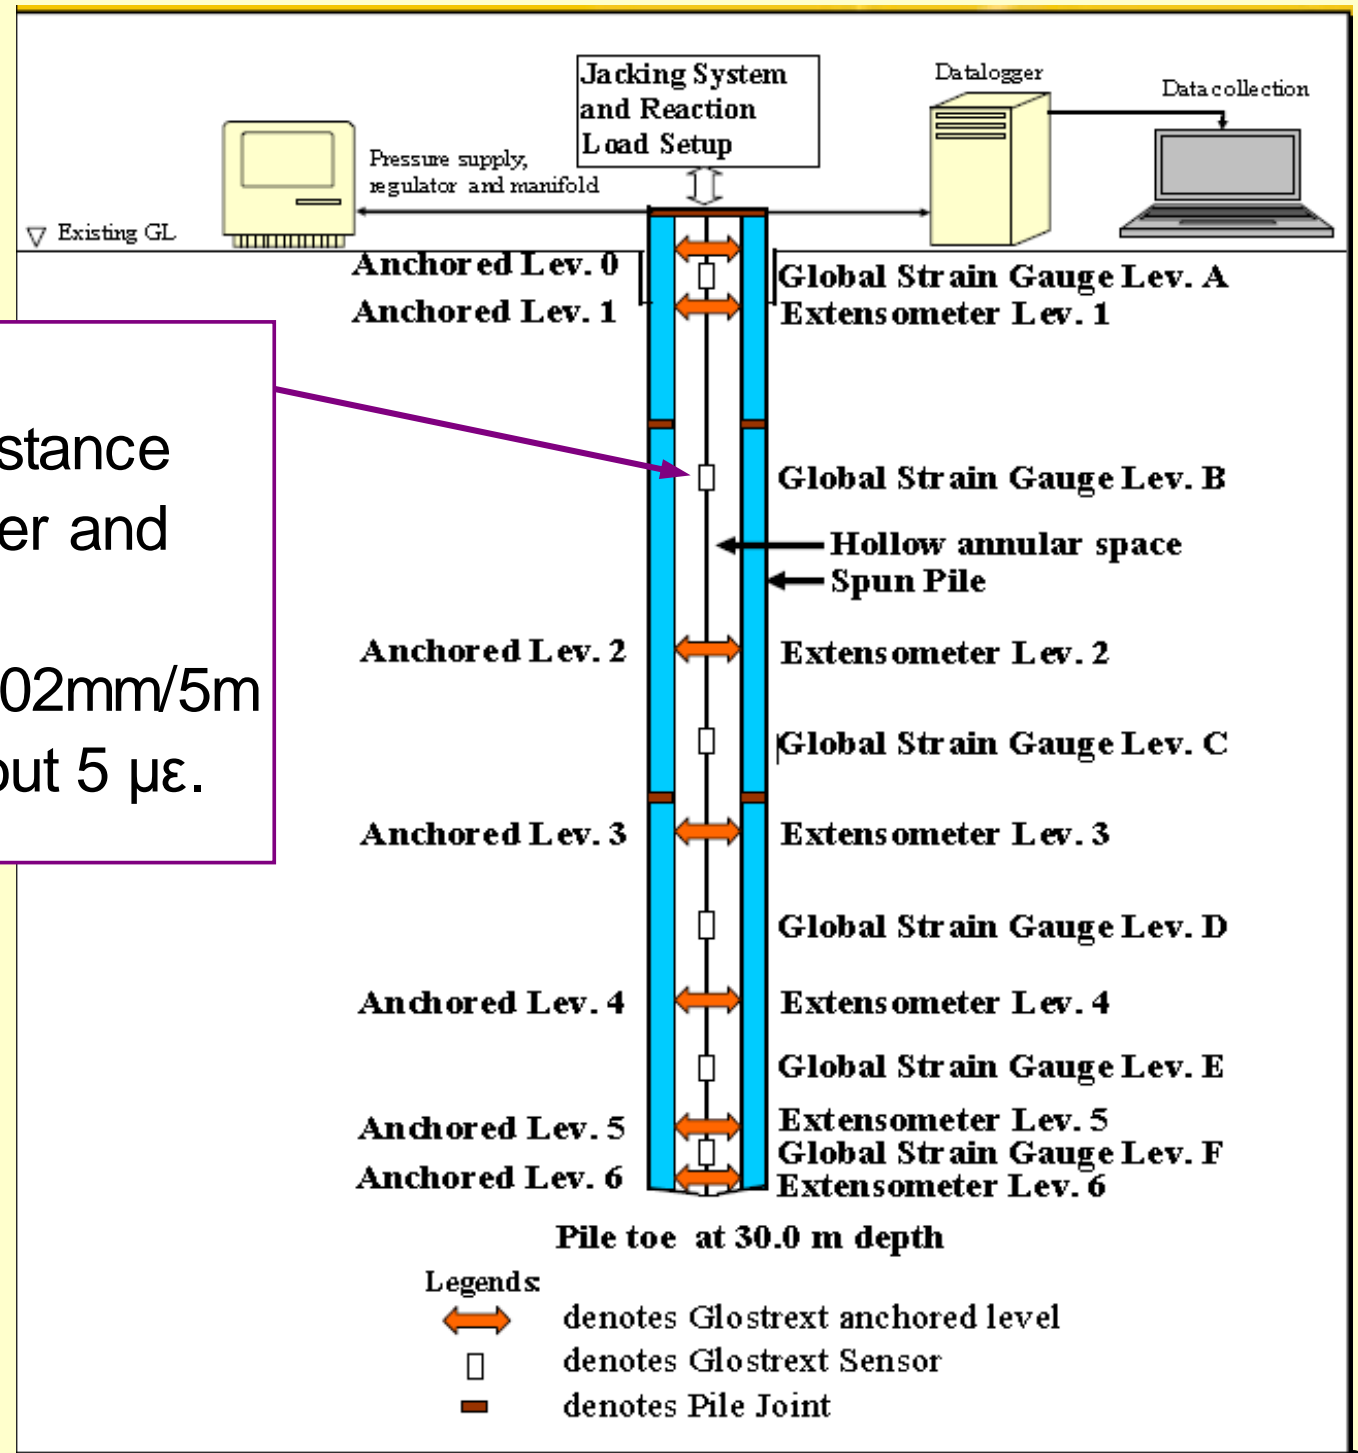 Jacking System
and Reaction
Load Setup
Datalogger
Data collection
Pressure supply,
regulator and manifold
Existing GL
Anchored Lev. 0
Global Strain Gauge Lev. A
Anchored Lev. 1
Extensometer Lev. 1
stance
er and
02mm/5m
out 5 με.
Global Strain Gauge Lev. B
Hollow annular space
Spun Pile
Anchored Lev. 2
Extensometer Lev. 2
Global Strain Gauge Lev. C
Anchored Lev. 3
Extensometer Lev. 3
Global Strain Gauge Lev. D
Anchored Lev. 4
Extensometer Lev. 4
Global Strain Gauge Lev. E
Anchored Lev. 5
Extensometer Lev. 5
Global Strain Gauge Lev. F
Anchored Lev. 6
Extensometer Lev. 6
Pile toe at 30.0 m depth
Legends:
denotes Glostrext anchored level
denotes Glostrext Sensor
denotes Pile Joint